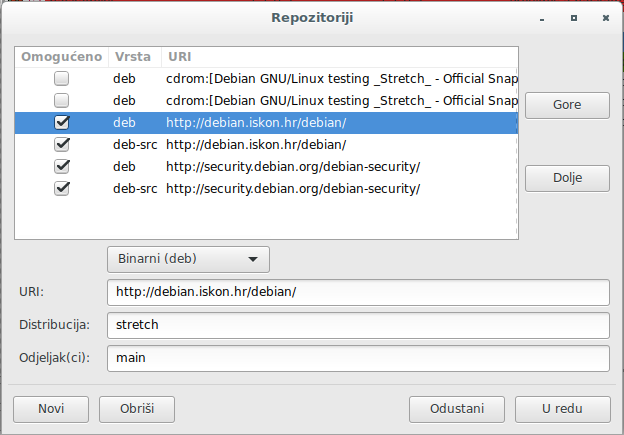 Repozitoriji
Omogućeno Vrsta URI
deb cdrom:[Debian GNU/Linux testing _Stretch_ - Official Snap
deb cdrom:[Debian GNU/Linux testing _Stretch_ - Official Snap
deb http://debian.iskon.hr/debian/
deb-src http://debian.iskon.hr/debian/
deb http://security.debian.org/debian-security/
deb-src http://security.debian.org/debian-security/
Gore
Dolje
Binarni (deb)
URI: http://debian.iskon.hr/debian/
Distribucija: stretch
Odjeljak(ci): main
Novi Obriši Odustani U redu